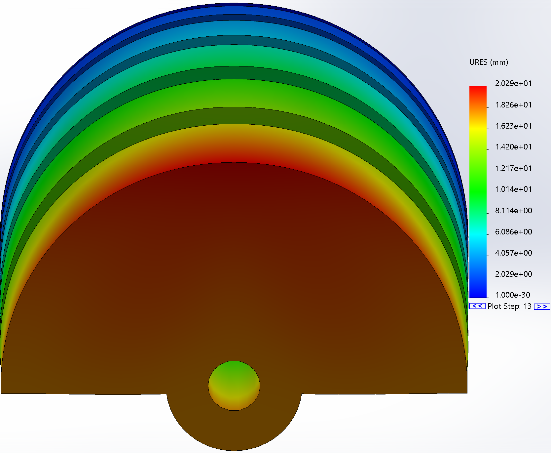 URES (mm)
2.029e+01
1.826e+01
1.623e+01
1.420e+01
1.217e+01
1.014e+01
8.114e+00
6.086e+00
4.057e+00
2.029e+00
1.000e-30
<< Plot Step: 13 >>